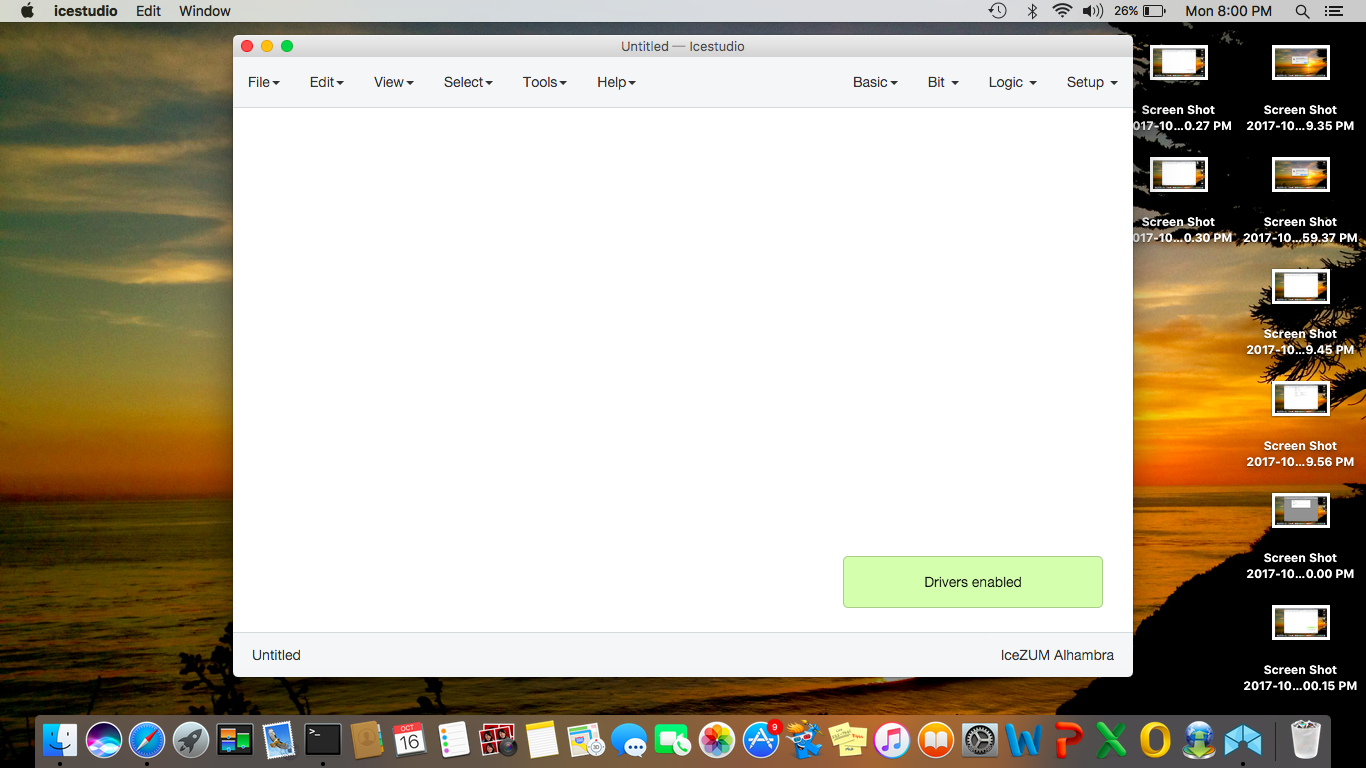 icestudio Edit Window 26% Mon 8:00 PM
Untitled — Icestudio
File Edit View Select Tools Help Basic Bit Logic Setup
Screen Shot
2017-10...9.35 PM
Screen Shot
017-10...0.27 PM
Screen Shot
2017-10...59.37 PM
Screen Shot
017-10...0.30 PM
Screen Shot
2017-10...9.45 PM
Screen Shot
2017-10...9.56 PM
Screen Shot
2017-10...0.00 PM
Screen Shot
2017-10...00.15 PM
Drivers enabled
Untitled IceZUM Alhambra
OCT
16
9